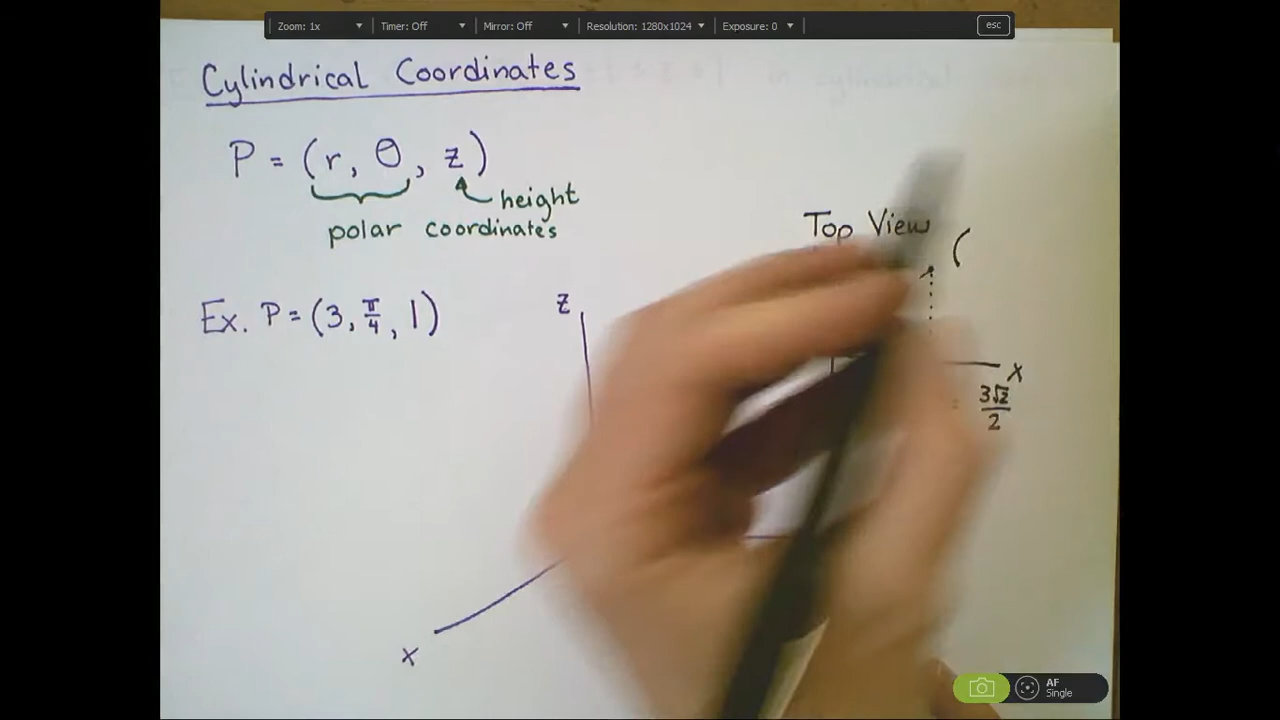 Zoom: 1x Timer: Off Mirror: Off Resolution: 1280x1024 Exposure: 0 esc
Cylindrical Coordinates
P = (r, θ, z)
height
polar coordinates
Top View (
Ex. P = (3, π/4, 1)
z
x
= 3√2/2
x
AF
Single